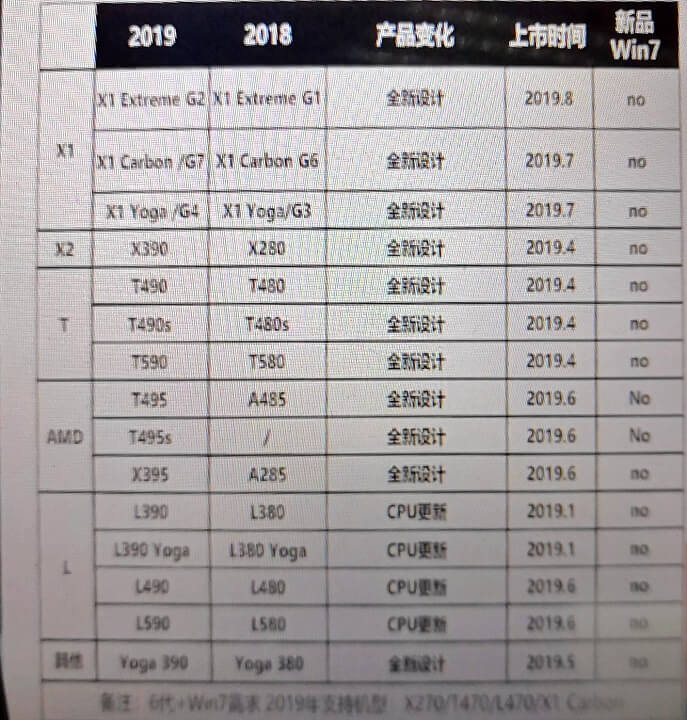 2019 2018 产品变化 上市时间 新品 Win7
X1 X1 Extreme G2 X1 Extreme G1 全新设计 2019.8 no
X1 Carbon /G7 X1 Carbon G6 全新设计 2019.7 no
X1 Yoga /G4 X1 Yoga/G3 全新设计 2019.7 no
X2 X390 X280 全新设计 2019.4 no
T T490 T480 全新设计 2019.4 no
T490s T480s 全新设计 2019.4 no
T590 T580 全新设计 2019.4 no
AMD T495 A485 全新设计 2019.6 No
T495s / 全新设计 2019.6 No
X395 A285 全新设计 2019.6 no
L L390 L380 CPU更新 2019.1 no
L390 Yoga L380 Yoga CPU更新 2019.1 no
L490 L480 CPU更新 2019.6 no
L590 L580 CPU更新 2019.6 no
其他 Yoga 390 Yoga 380 全新设计 2019.5 no
备注: 6代+Win7需求 2019年支持机型: X270/T470/L470/X1 Carbon